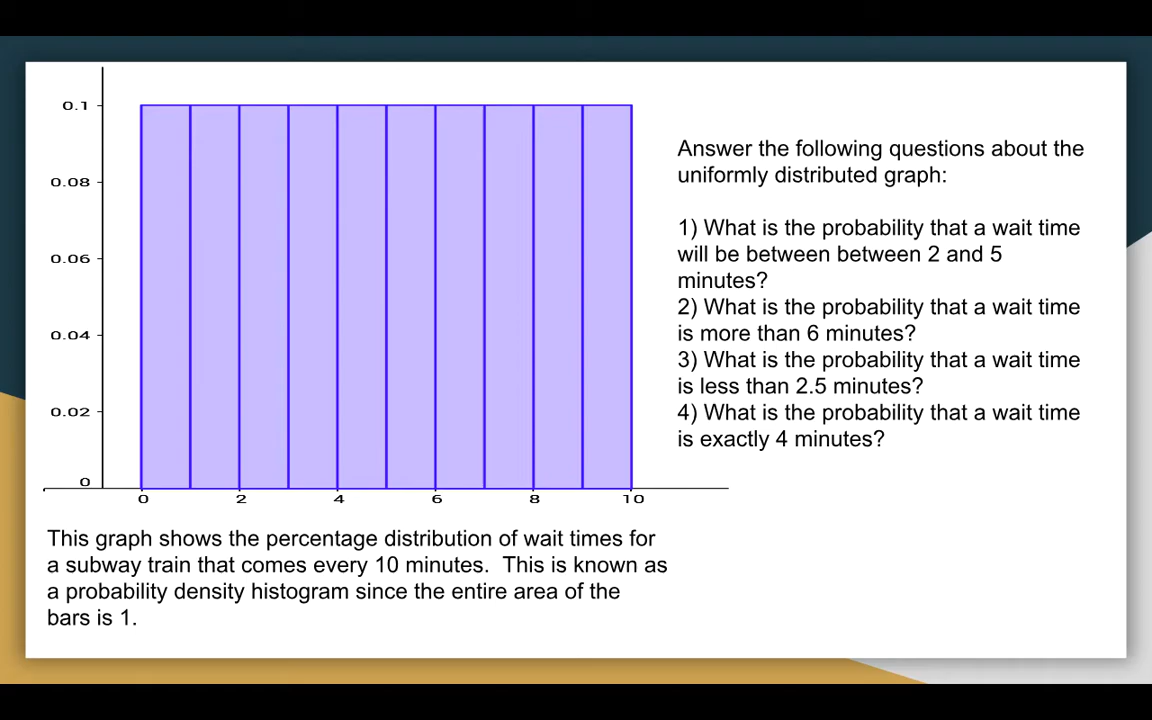 0.1
0.08
0.06
0.04
0.02
0
0 2 4 6 8 10
This graph shows the percentage distribution of wait times for
a subway train that comes every 10 minutes.  This is known as
a probability density histogram since the entire area of the
bars is 1.
Answer the following questions about the
uniformly distributed graph:
1) What is the probability that a wait time
will be between between 2 and 5
minutes?
2) What is the probability that a wait time
is more than 6 minutes?
3) What is the probability that a wait time
is less than 2.5 minutes?
4) What is the probability that a wait time
is exactly 4 minutes?